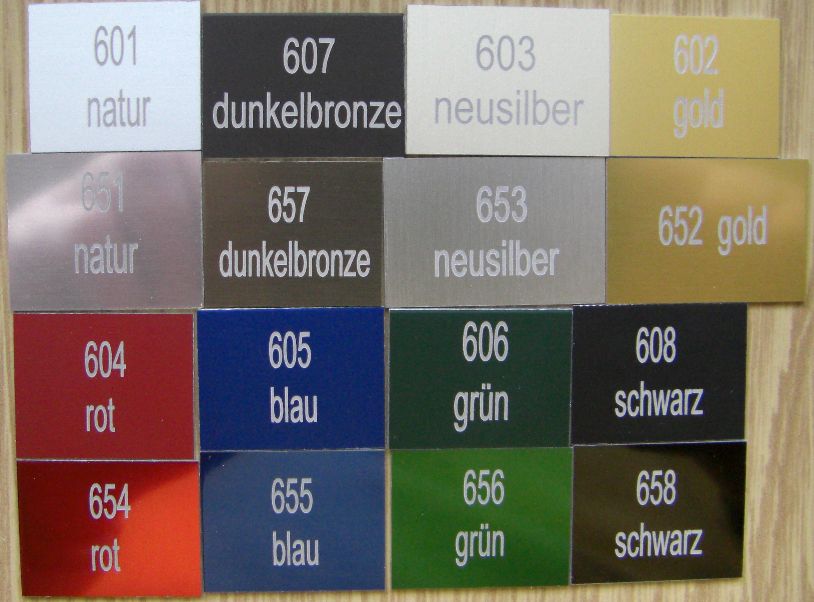 601
natur
607
dunkelbronze
603
neusilber
602
gold
651
natur
657
dunkelbronze
653
neusilber
652 gold
604
rot
605
blau
606
grün
608
schwarz
654
rot
655
blau
656
grün
658
schwarz